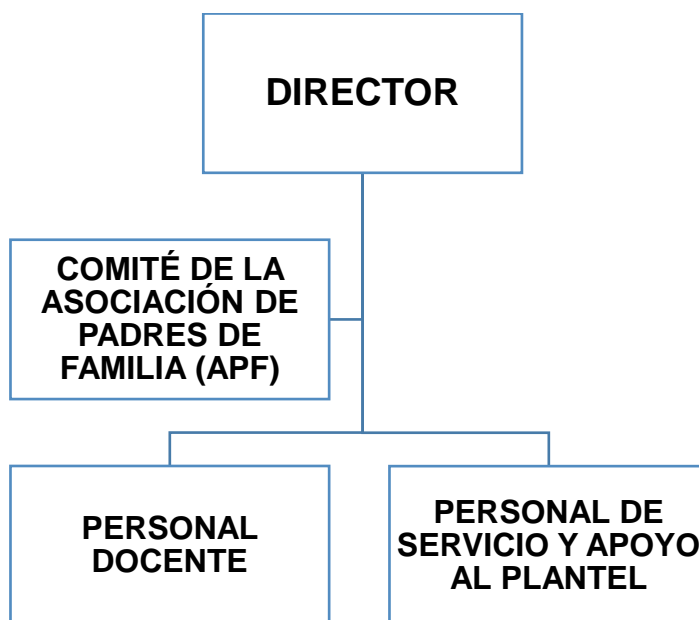 DIRECTOR
COMITÉ DE LA
ASOCIACIÓN DE
PADRES DE
FAMILIA (APF)
PERSONAL
DOCENTE
PERSONAL DE
SERVICIO Y APOYO
AL PLANTEL